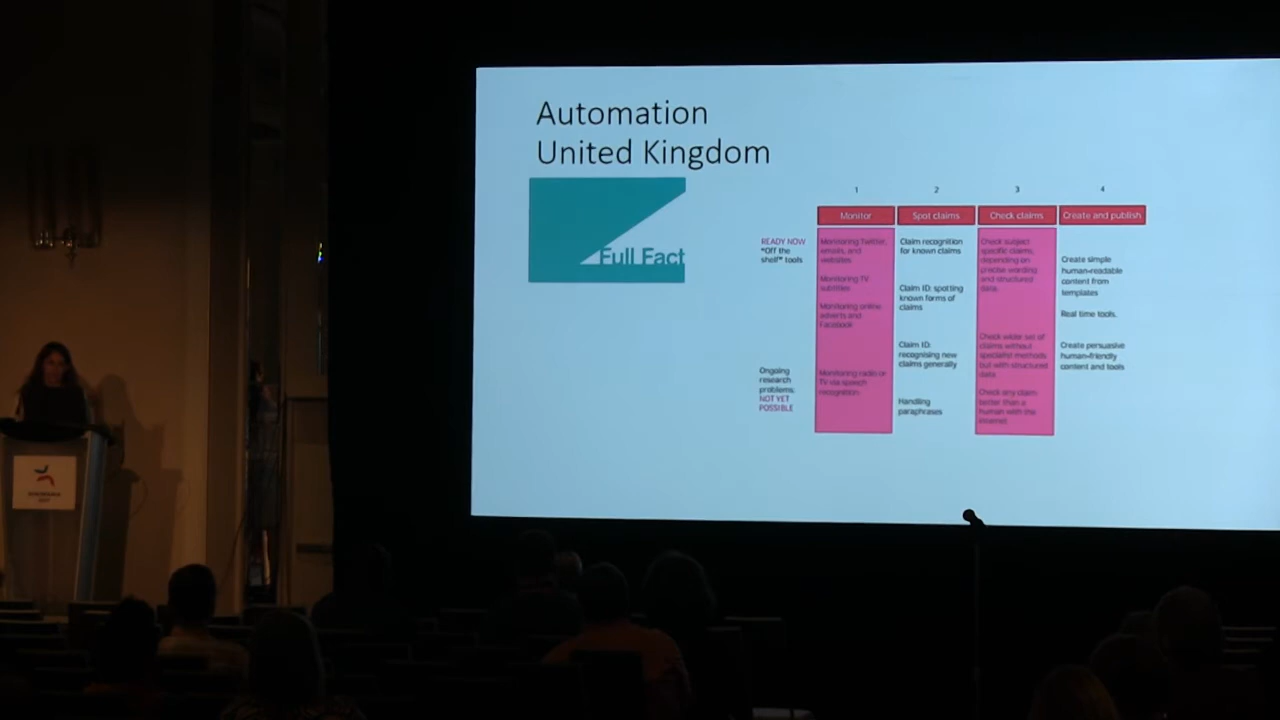 Automation
United Kingdom
Full Fact
1
2
3
4
Monitor
Spot claims
Check claims
Create and publish
READY NOW
"Off the
shelf" tools
Ongoing
research
problems:
NOT YET
POSSIBLE
Monitoring Twitter,
emails, and
websites
Monitoring TV
subtitles
Monitoring online
adverts and
Facebook
Monitoring radio or
TV via speech
recognition
Claim recognition
for known claims
Claim ID: spotting
known forms of
claims
Claim ID:
recognising new
claims generally
Handling
paraphrases
Check subject
specific claims,
depending on
precise wording
and structured
data.
Check wider set of
claims without
specialist methods
but with structured
data.
Check any claim
better than a
human with the
internet
Create simple
human-readable
content from
templates
Real time tools.
Create persuasive
human-friendly
content and tools